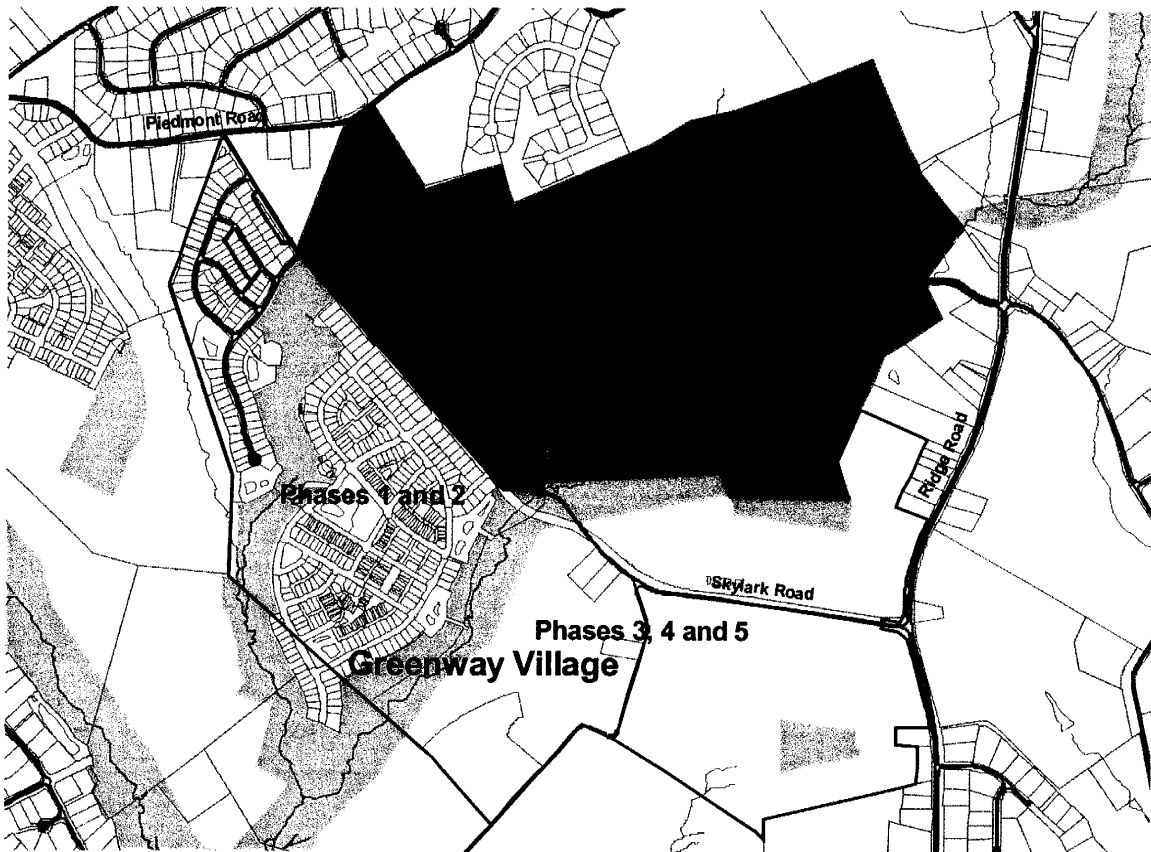 Piedmont Road
Phases 1 and 2
Ridge Road
Skylark Road
Phases 3, 4 and 5
Greenway Village